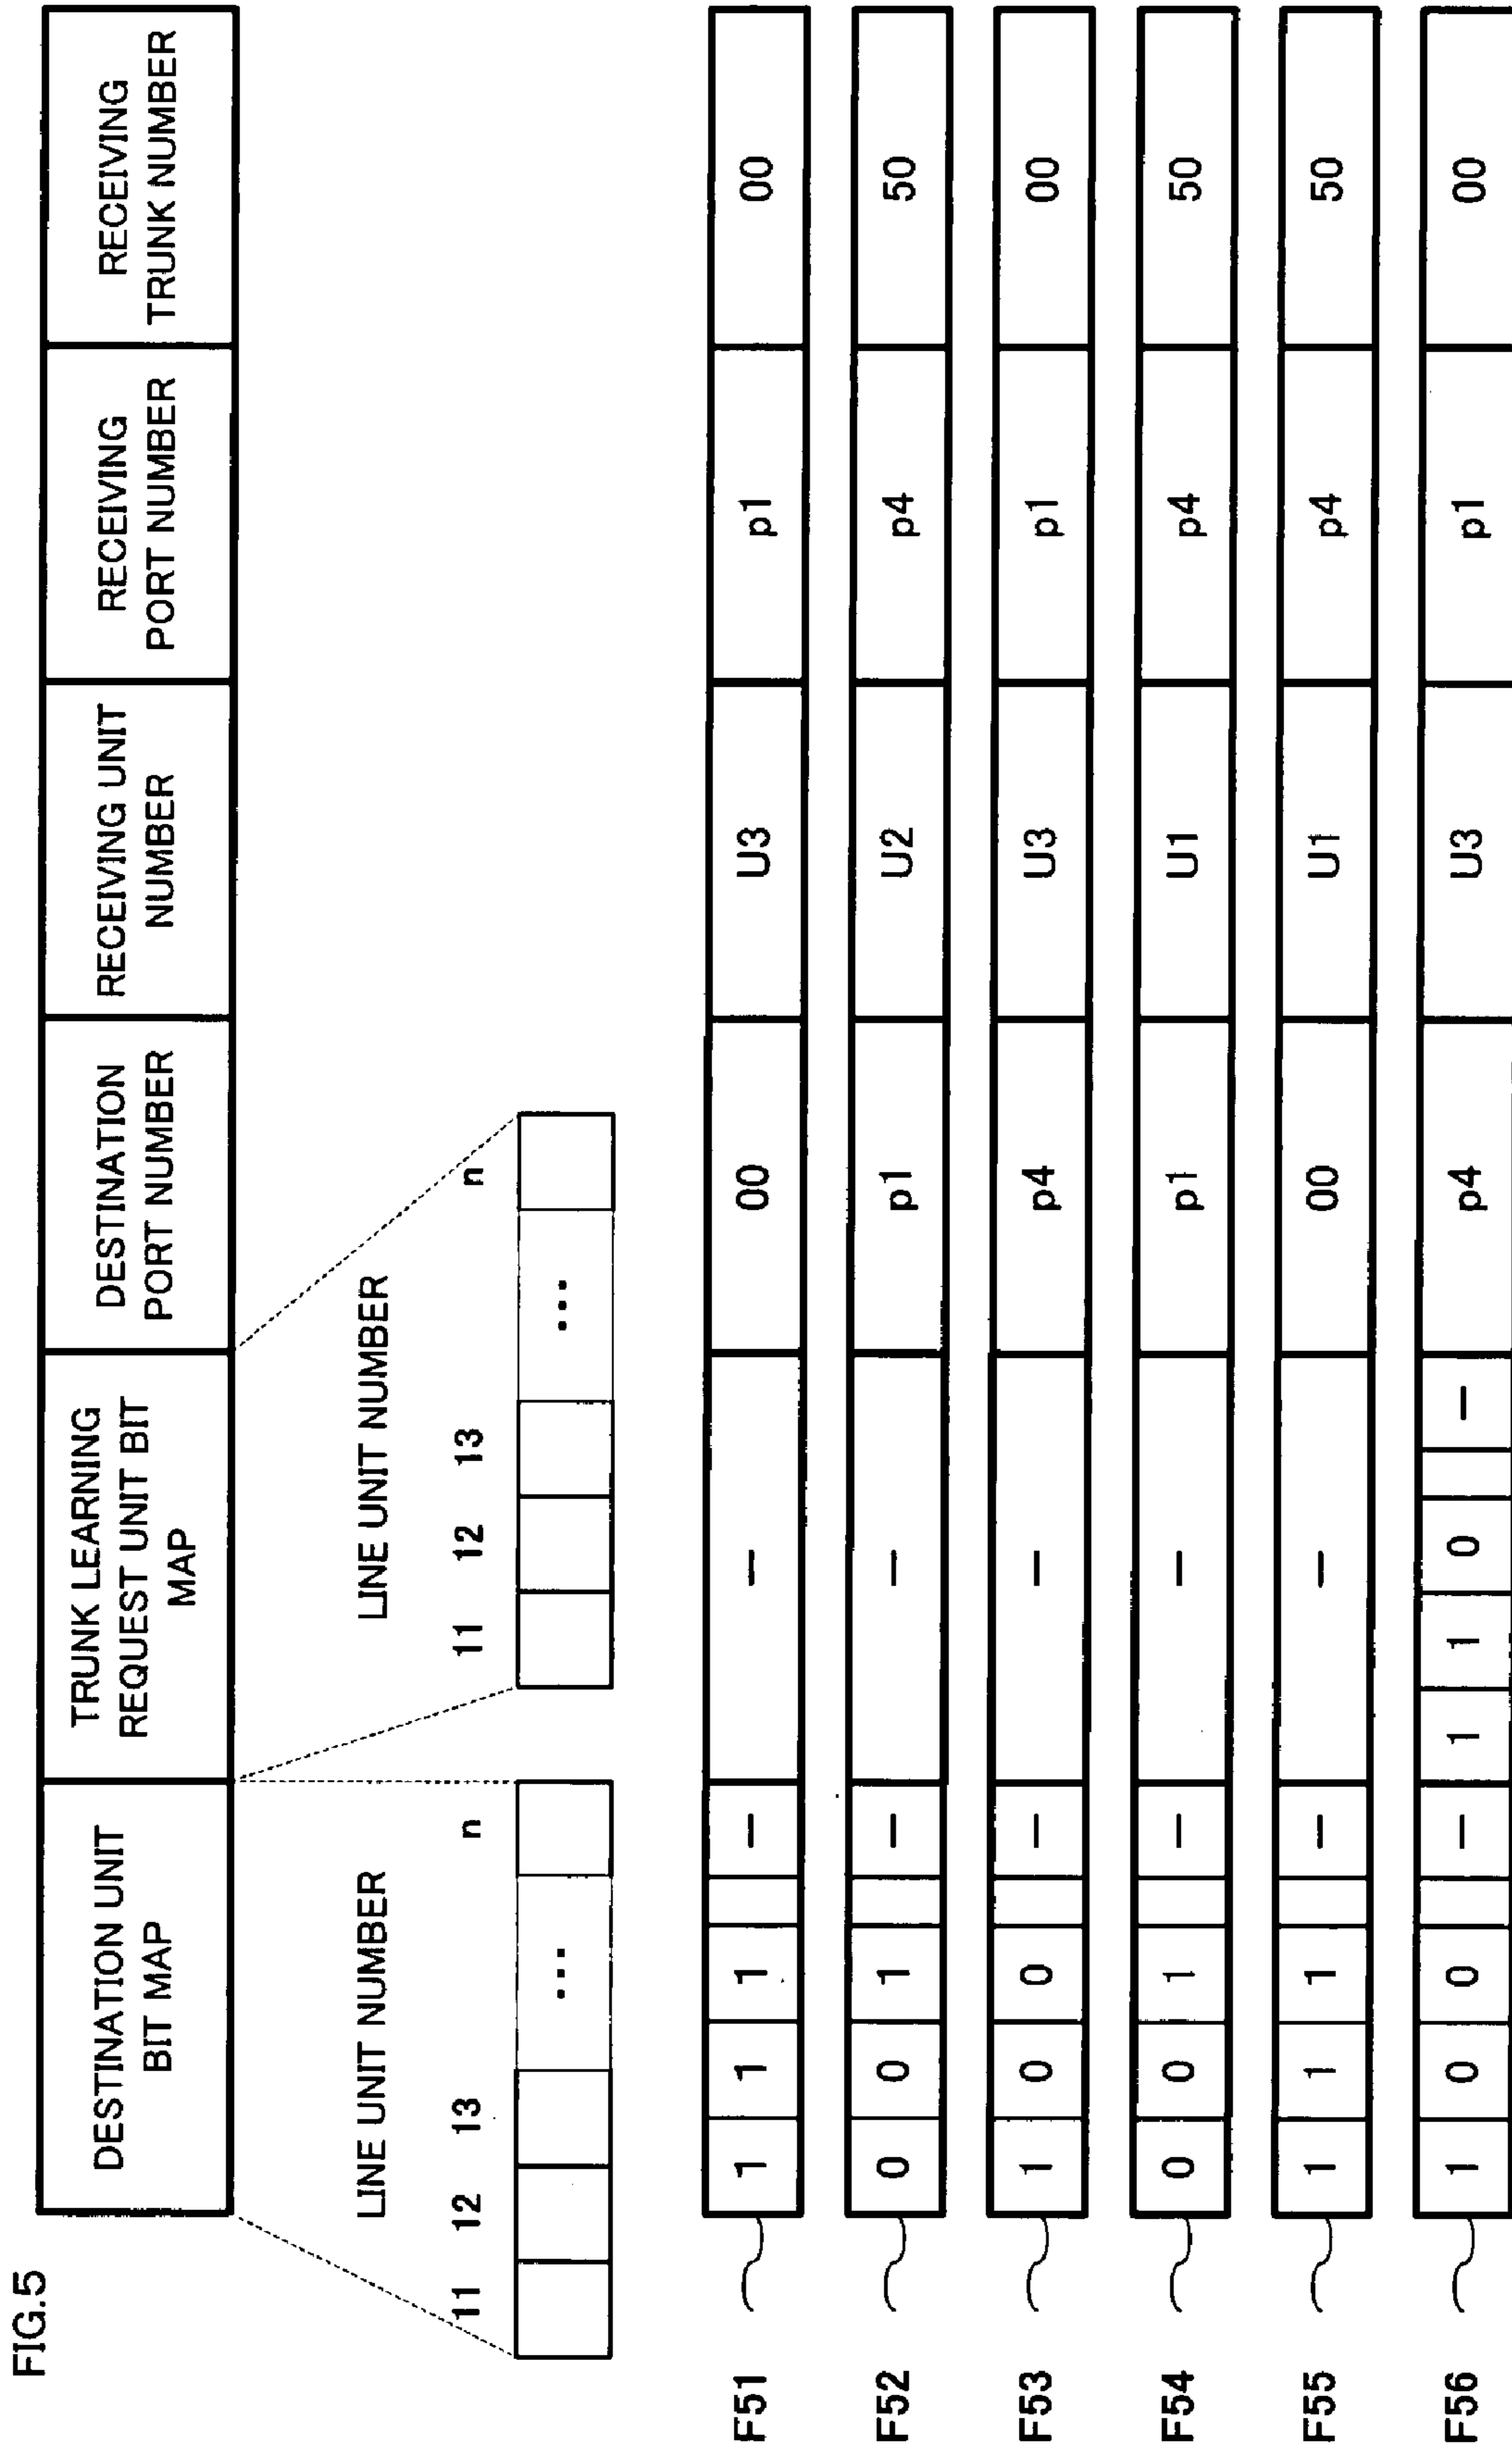 FIG.5
DESTINATION UNIT
BIT MAP
TRUNK LEARNING
REQUEST UNIT BIT
MAP
DESTINATION
PORT NUMBER
RECEIVING UNIT
NUMBER
RECEIVING
PORT NUMBER
RECEIVING
TRUNK NUMBER
LINE UNIT NUMBER
11 12 13 n
...
LINE UNIT NUMBER
11 12 13 n
...
F51 1 1 1 – – 00 U3 p1 00
F52 0 0 1 – – p1 U2 p4 50
F53 1 0 0 – – p4 U3 p1 00
F54 0 0 1 – – p1 U1 p4 50
F55 1 1 1 – – 00 U1 p4 50
F56 1 0 0 – 1 1 0 – p4 U3 p1 00